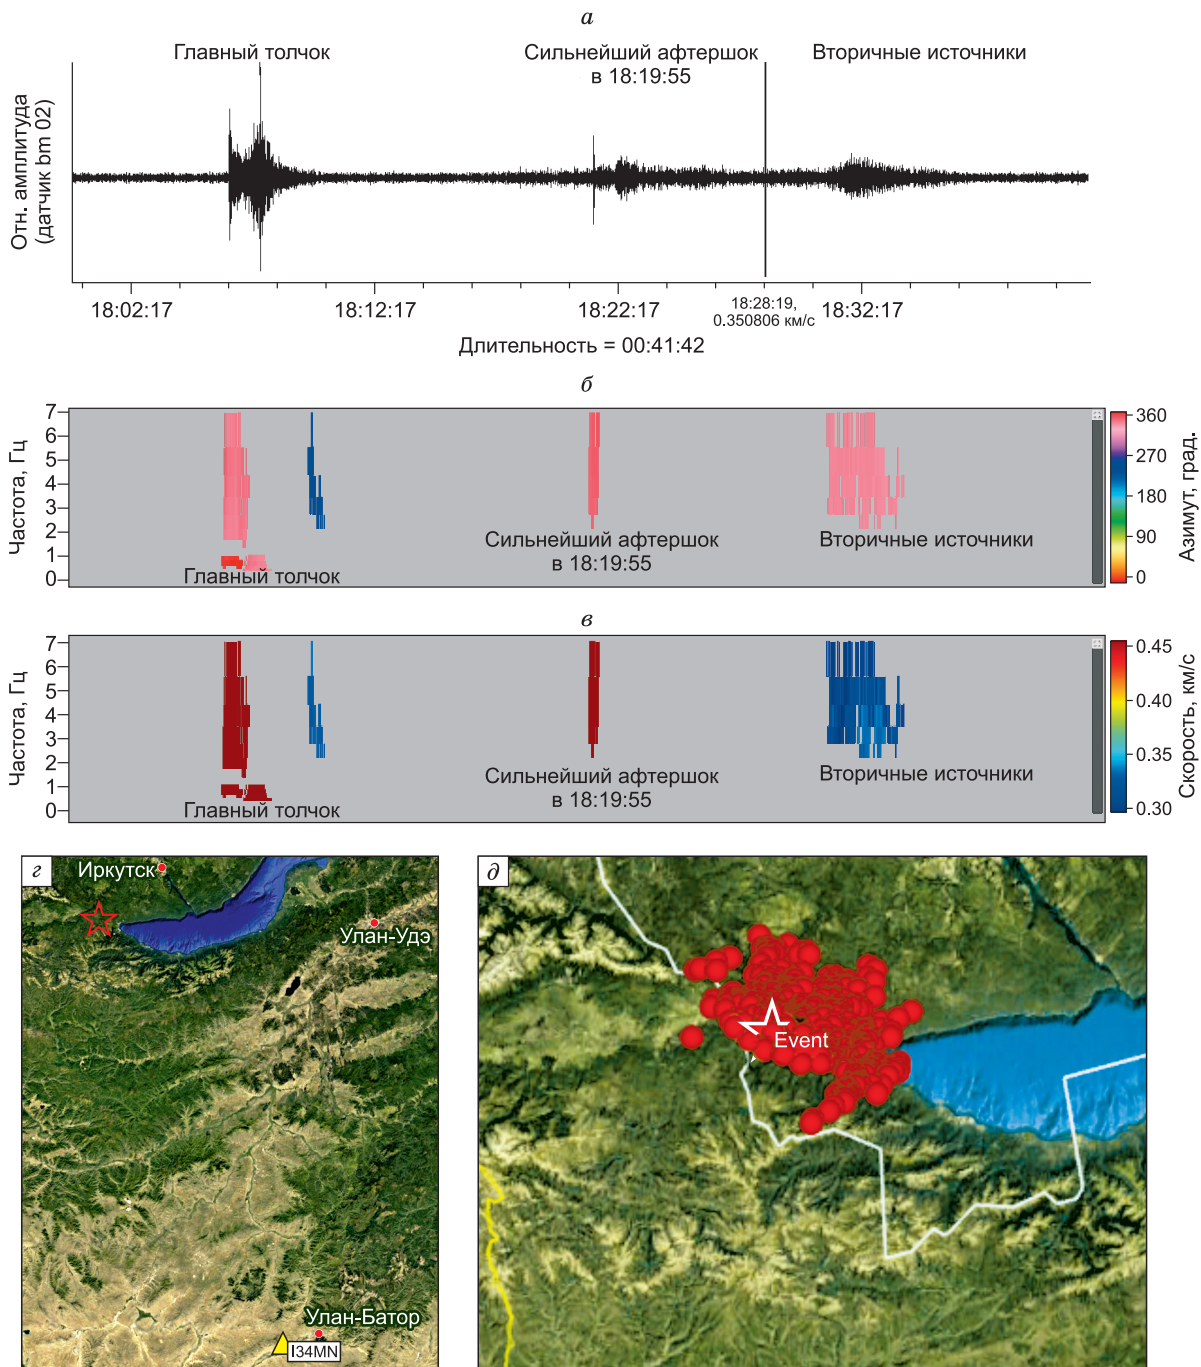 а
Главный толчок
Сильнейший афтершок
в 18:19:55
Вторичные источники
Отн. амплитуда
(датчик bm 02)
18:02:17
18:12:17
18:22:17
18:28:19,
0.350806 км/с
18:32:17
Длительность = 00:41:42
б
Частота, Гц
7
6
5
4
3
2
1
0
Главный толчок
Сильнейший афтершок
в 18:19:55
Вторичные источники
360
270
180
90
0
Азимут, град.
в
Частота, Гц
7
6
5
4
3
2
1
0
Главный толчок
Сильнейший афтершок
в 18:19:55
Вторичные источники
0.45
0.40
0.35
0.30
Скорость, км/с
г
Иркутск
Улан-Удэ
Улан-Батор
I34MN
д
Event